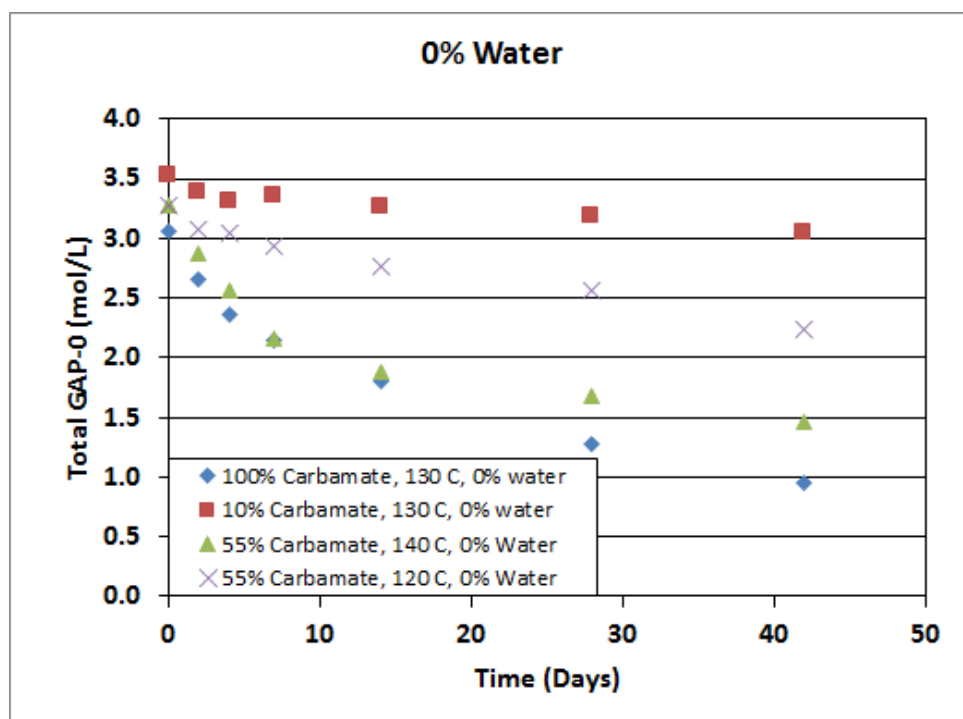 0% Water
4.0
3.5
3.0
2.5
2.0
1.5
1.0
0.5
0.0
Total GAP-0 (mol/L)
100% Carbamate, 130 C, 0% water
10% Carbamate, 130 C, 0% water
55% Carbamate, 140 C, 0% Water
55% Carbamate, 120 C, 0% Water
0 10 20 30 40 50
Time (Days)